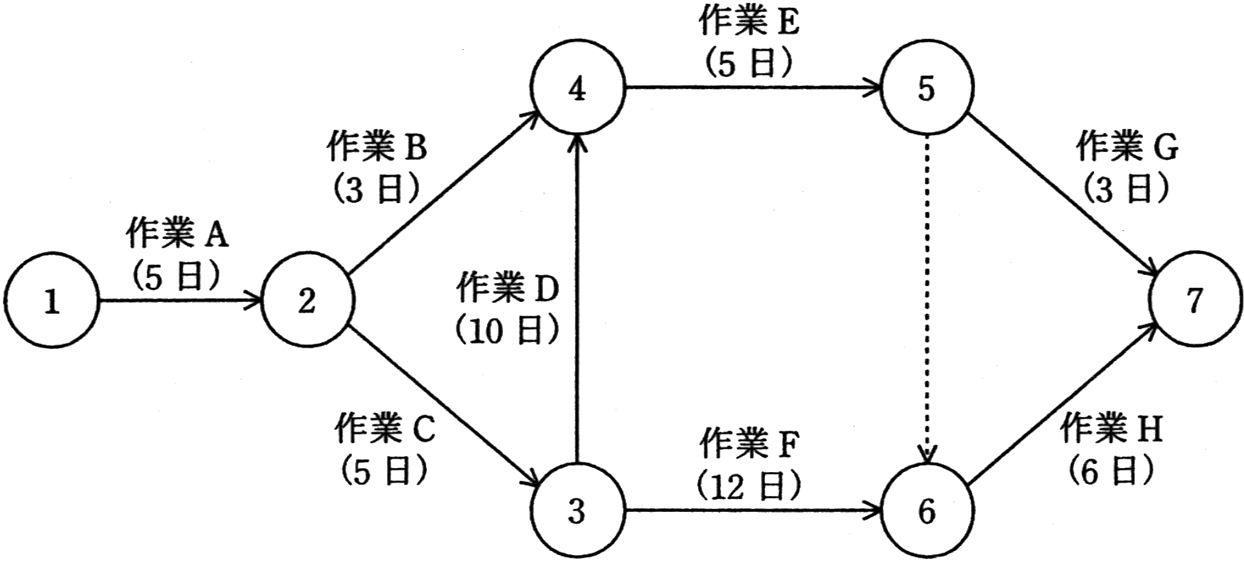 作業 E
(5 日)
4
5
作業 B
(3 日)
作業 G
(3 日)
作業 A
(5 日)
1
2
作業 D
(10 日)
7
作業 C
(5 日)
作業 F
(12 日)
作業 H
(6 日)
3
6